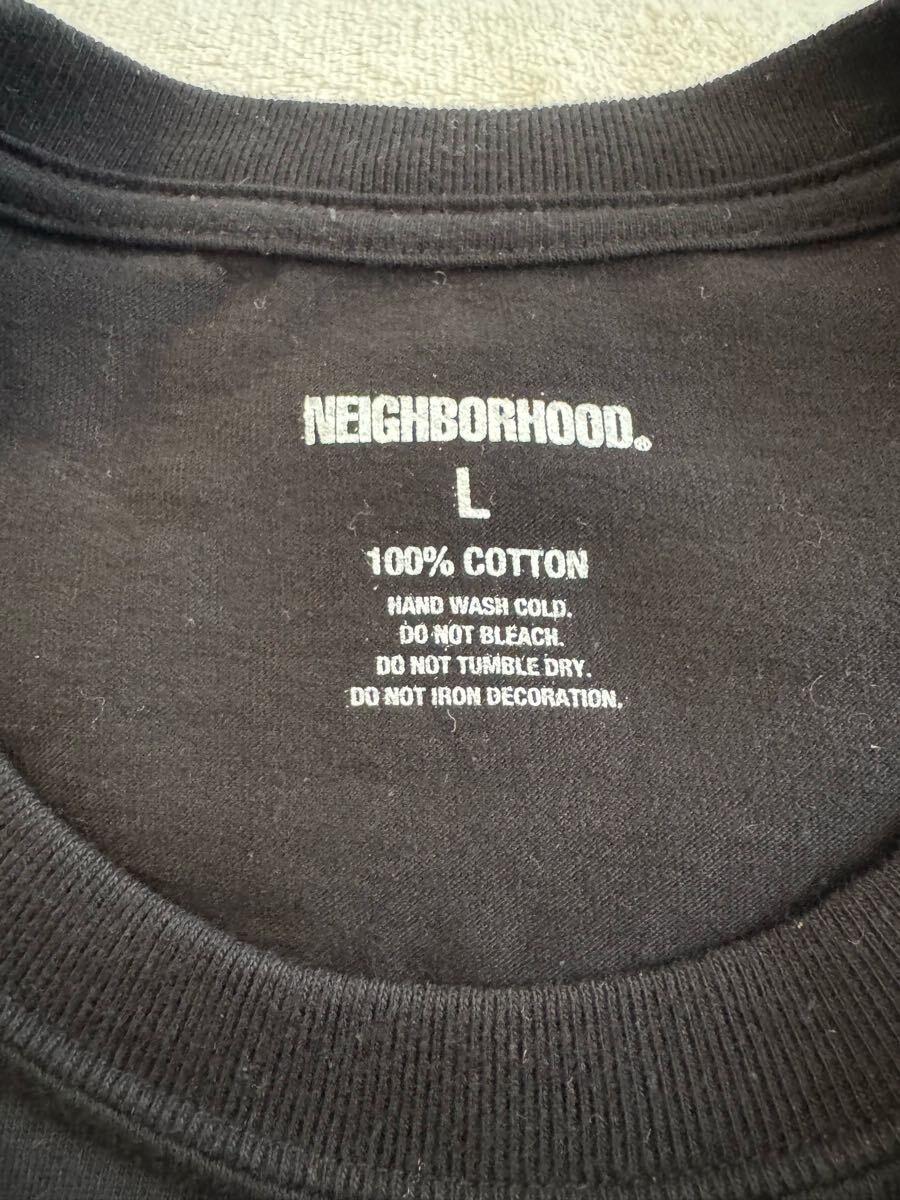 NEIGHBORHOOD®
L
100% COTTON
HAND WASH COLD.
DO NOT BLEACH.
DO NOT TUMBLE DRY.
DO NOT IRON DECORATION.